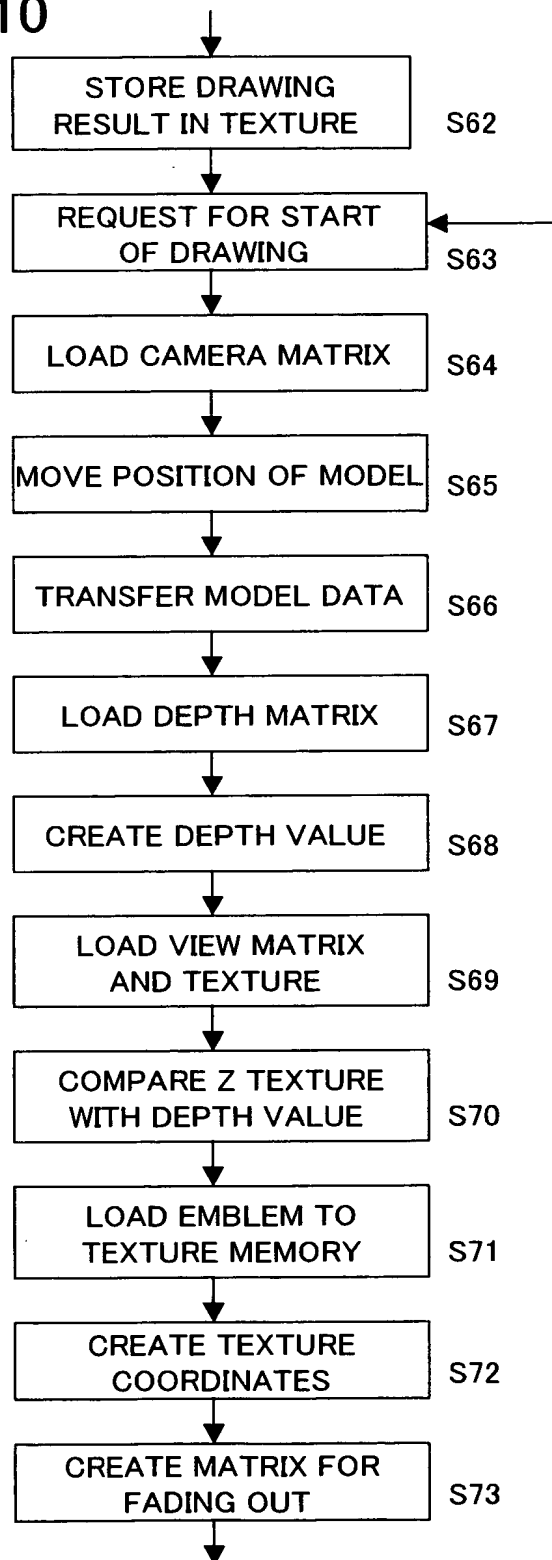 10
STORE DRAWING
RESULT IN TEXTURE
S62
REQUEST FOR START
OF DRAWING
S63
LOAD CAMERA MATRIX
S64
MOVE POSITION OF MODEL
S65
TRANSFER MODEL DATA
S66
LOAD DEPTH MATRIX
S67
CREATE DEPTH VALUE
S68
LOAD VIEW MATRIX
AND TEXTURE
S69
COMPARE Z TEXTURE
WITH DEPTH VALUE
S70
LOAD EMBLEM TO
TEXTURE MEMORY
S71
CREATE TEXTURE
COORDINATES
S72
CREATE MATRIX FOR
FADING OUT
S73